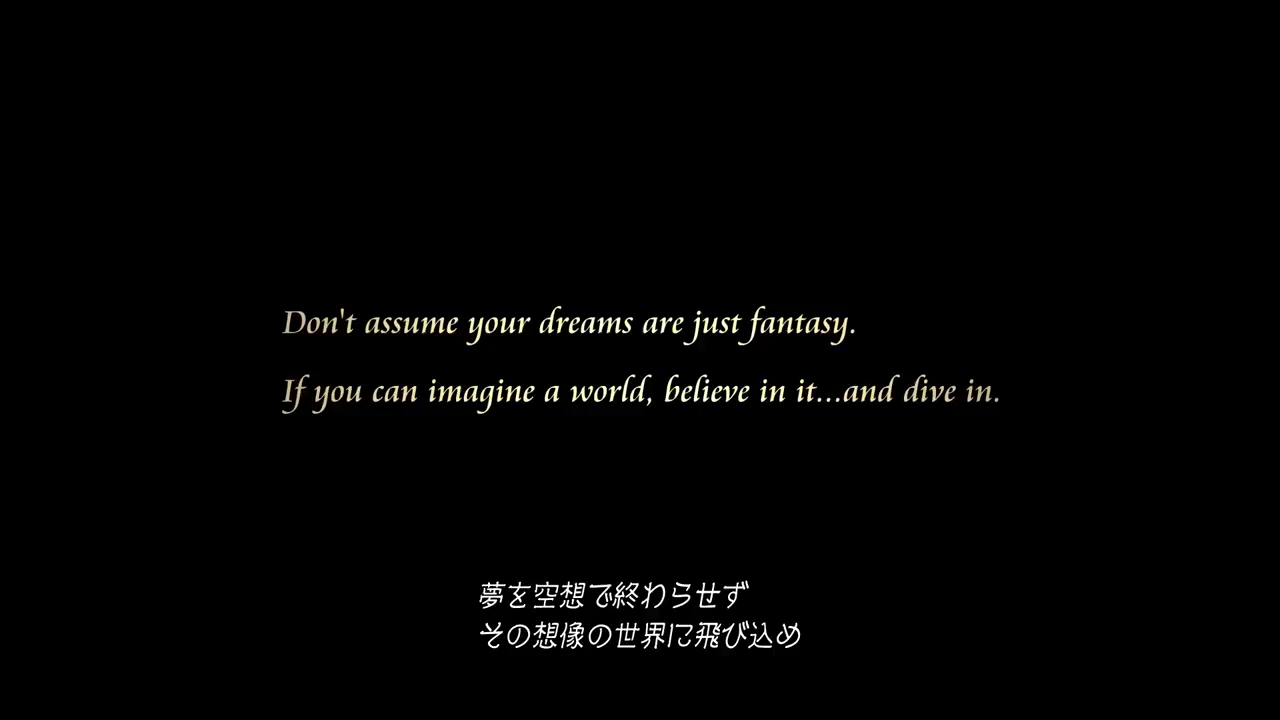 Don't assume your dreams are just fantasy.
If you can imagine a world, believe in it...and dive in.
夢を空想で終わらせず
その想像の世界に飛び込め